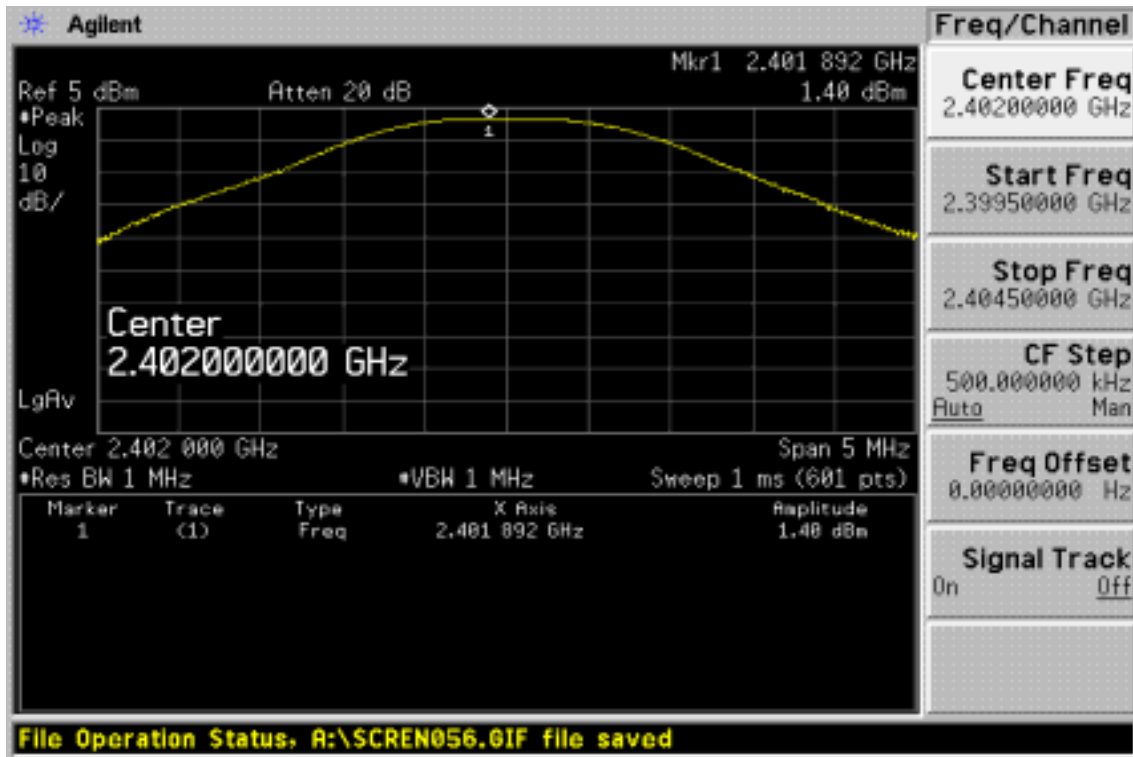 Agilent
Freq/Channel
Mkr1 2.401 892 GHz
Ref 5 dBm Atten 20 dB 1.40 dBm
Peak
Log
10
dB/
1
Center
2.402000000 GHz
LgAv
Center 2.402 000 GHz Span 5 MHz
Res BW 1 MHz VBW 1 MHz Sweep 1 ms (601 pts)
Marker Trace Type X Axis Amplitude
1 (1) Freq 2.401 892 GHz 1.40 dBm
Center Freq
2.40200000 GHz
Start Freq
2.39950000 GHz
Stop Freq
2.40450000 GHz
CF Step
500.000000 kHz
Auto Man
Freq Offset
0.00000000 Hz
Signal Track
On Off
File Operation Status, A:\SCREN056.GIF file saved